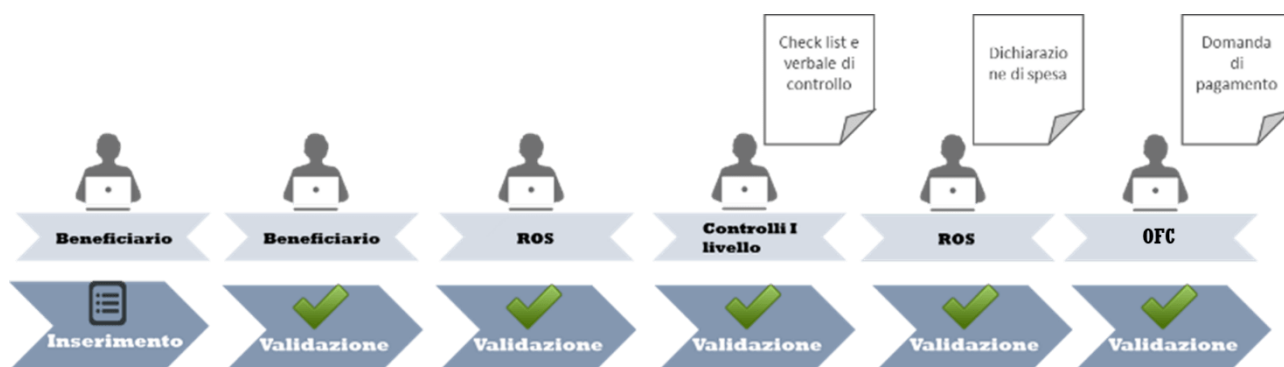 Check list e
verbale di
controllo
Dichiarazio
ne di spesa
Domanda
di
pagamento
Beneficiario
Beneficiario
ROS
Controlli I
livello
ROS
OFC
Inserimento
Validazione
Validazione
Validazione
Validazione
Validazione